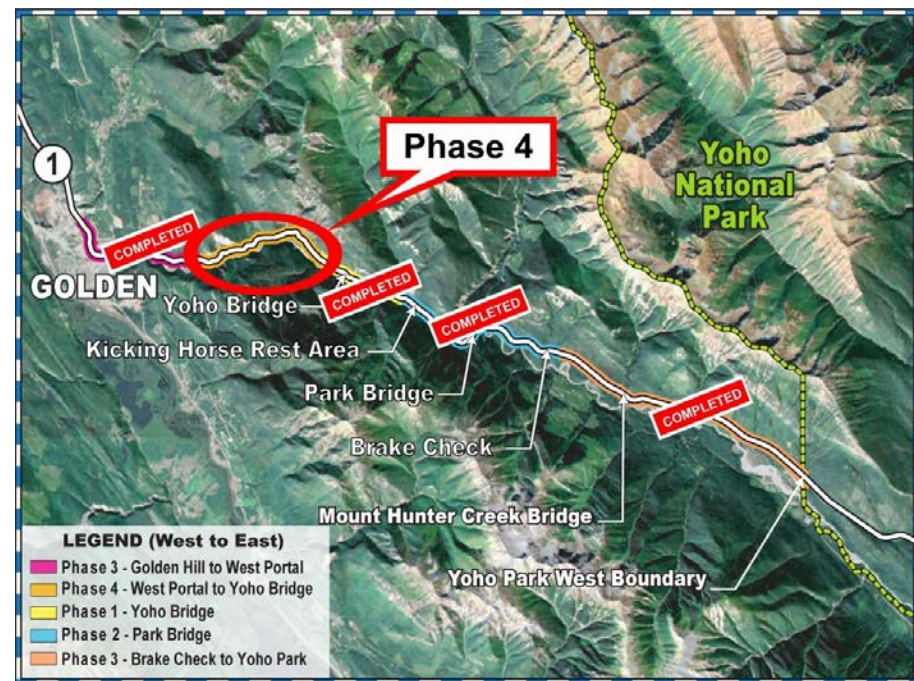 Phase 4
Yoho
National
Park
1
COMPLETED
GOLDEN
Yoho Bridge
COMPLETED
Kicking Horse Rest Area
COMPLETED
Park Bridge
Brake Check
COMPLETED
Mount Hunter Creek Bridge
Yoho Park West Boundary
LEGEND (West to East)
Phase 3 - Golden Hill to West Portal
Phase 4 - West Portal to Yoho Bridge
Phase 1 - Yoho Bridge
Phase 2 - Park Bridge
Phase 3 - Brake Check to Yoho Park